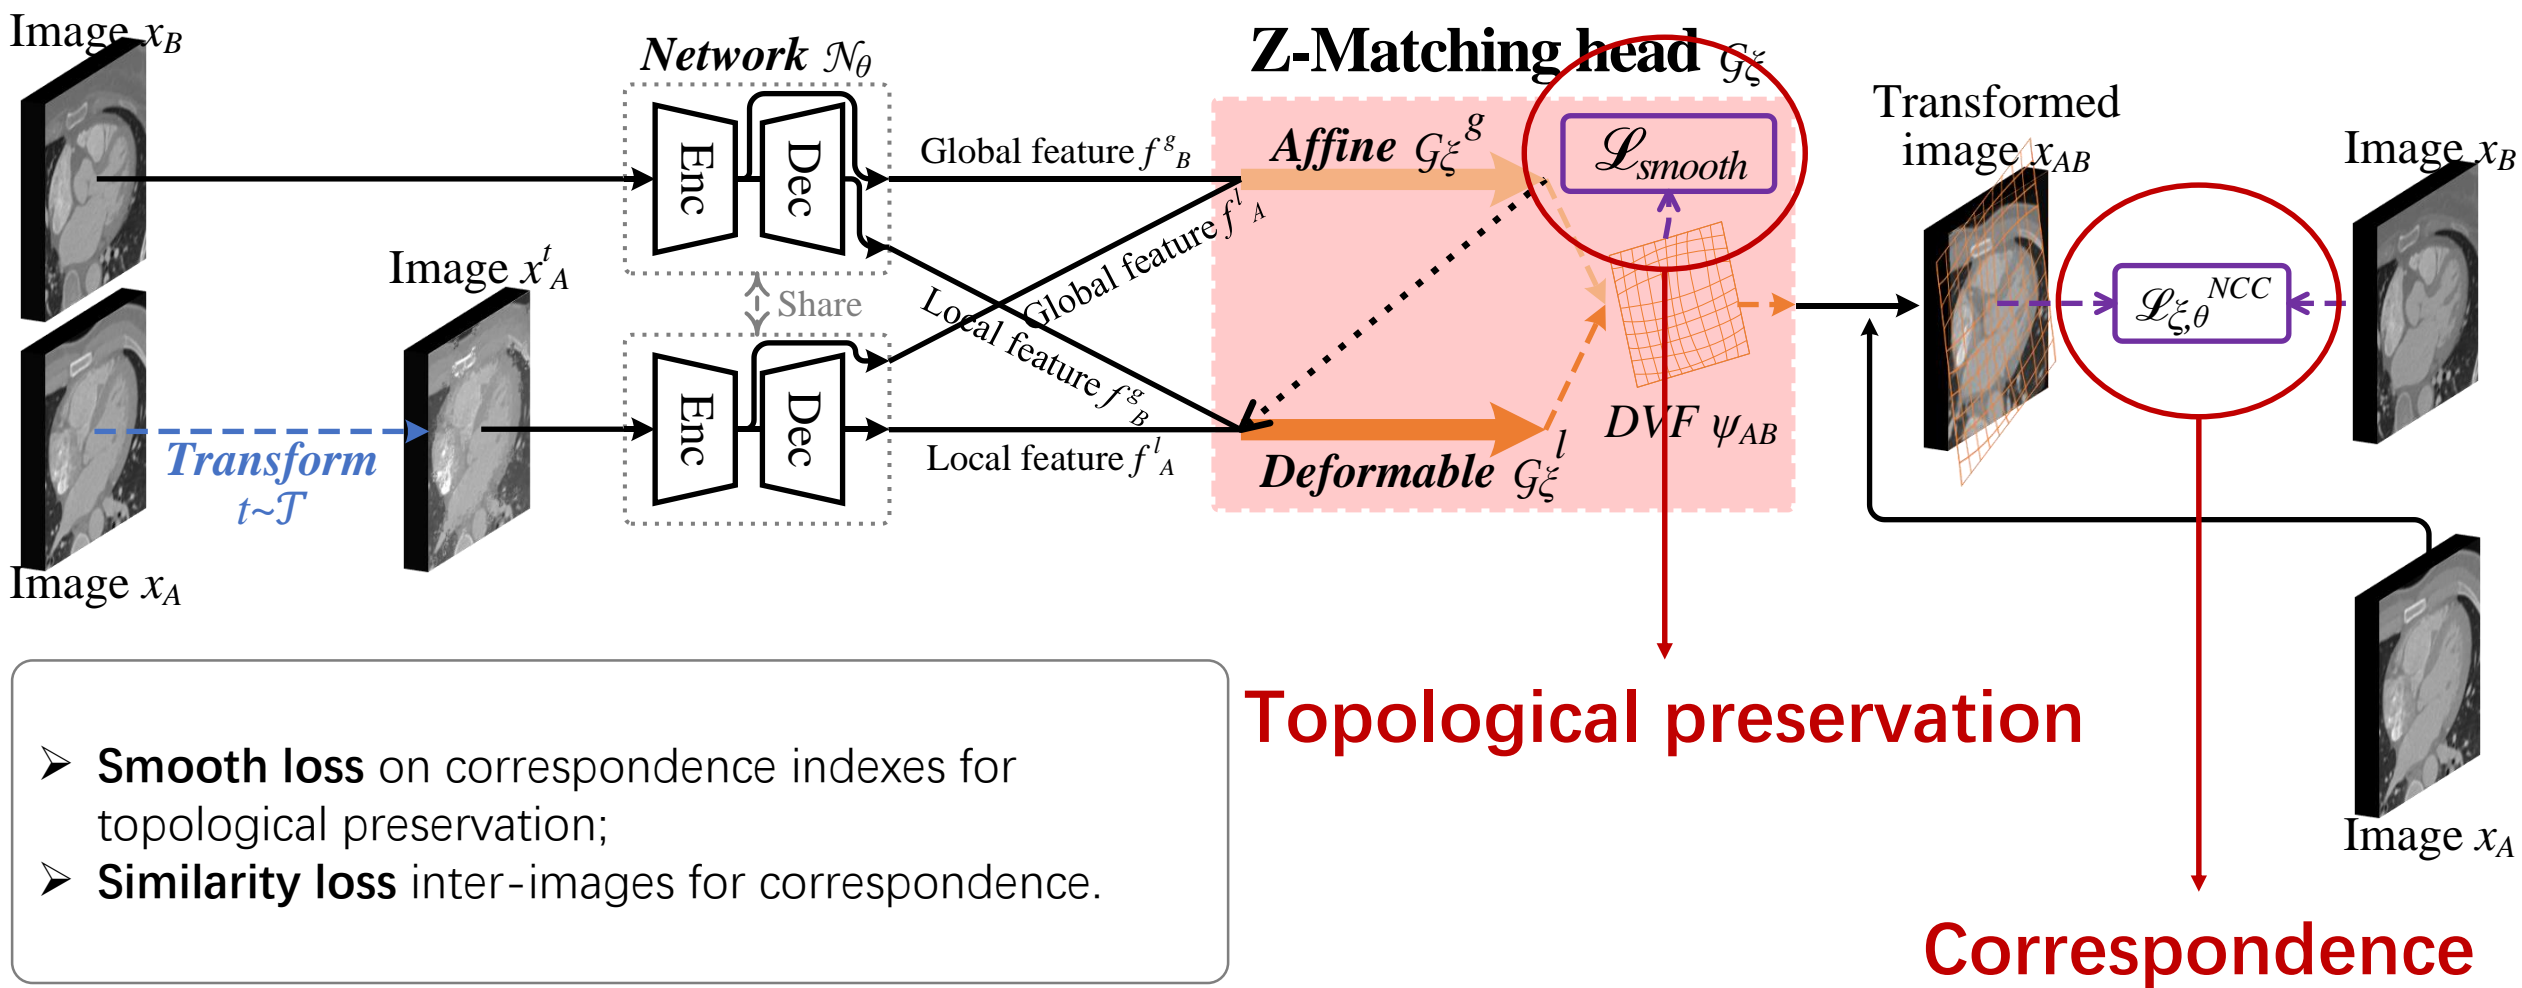 Image x_B
Network 𝒩_θ
Z-Matching head 𝒢_ξ
Enc
Dec
Global feature f^g_B
Affine 𝒢_ξ^g
ℒ_smooth
Transformed
image x_AB
Image x_B
Image x^t_A
Share
Global feature f^l_A
Local feature f^g_B
ℒ_ξ,θ^NCC
Transform
t~𝒯
Enc
Dec
Local feature f^l_A
Deformable 𝒢_ξ^l
DVF ψ_AB
Image x_A
Image x_A
Topological preservation
Correspondence
➢ Smooth loss on correspondence indexes for
topological preservation;
➢ Similarity loss inter-images for correspondence.